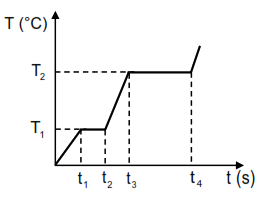 T (°C)
T₂
T₁
t₁ t₂ t₃ t₄ t (s)